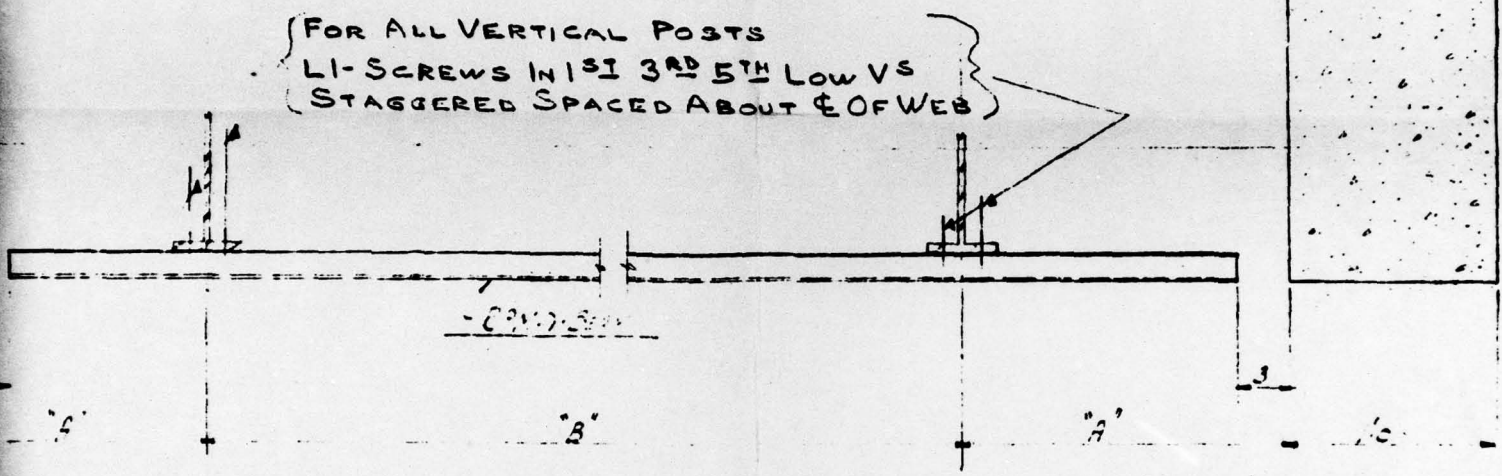 FOR ALL VERTICAL POSTS
L1-SCREWS IN 1ST 3RD 5TH LOW VS
STAGGERED SPACED ABOUT ℄ OF WEB
3
"B"
"A"